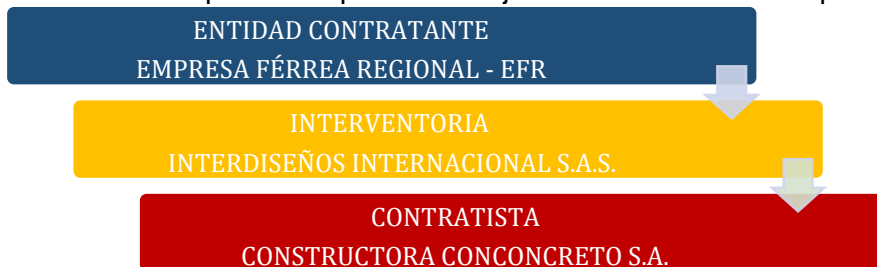 ENTIDAD CONTRATANTE
EMPRESA FÉRREA REGIONAL - EFR
INTERVENTORIA
INTERDISEÑOS INTERNACIONAL S.A.S.
CONTRATISTA
CONSTRUCTORA CONCONCRETO S.A.